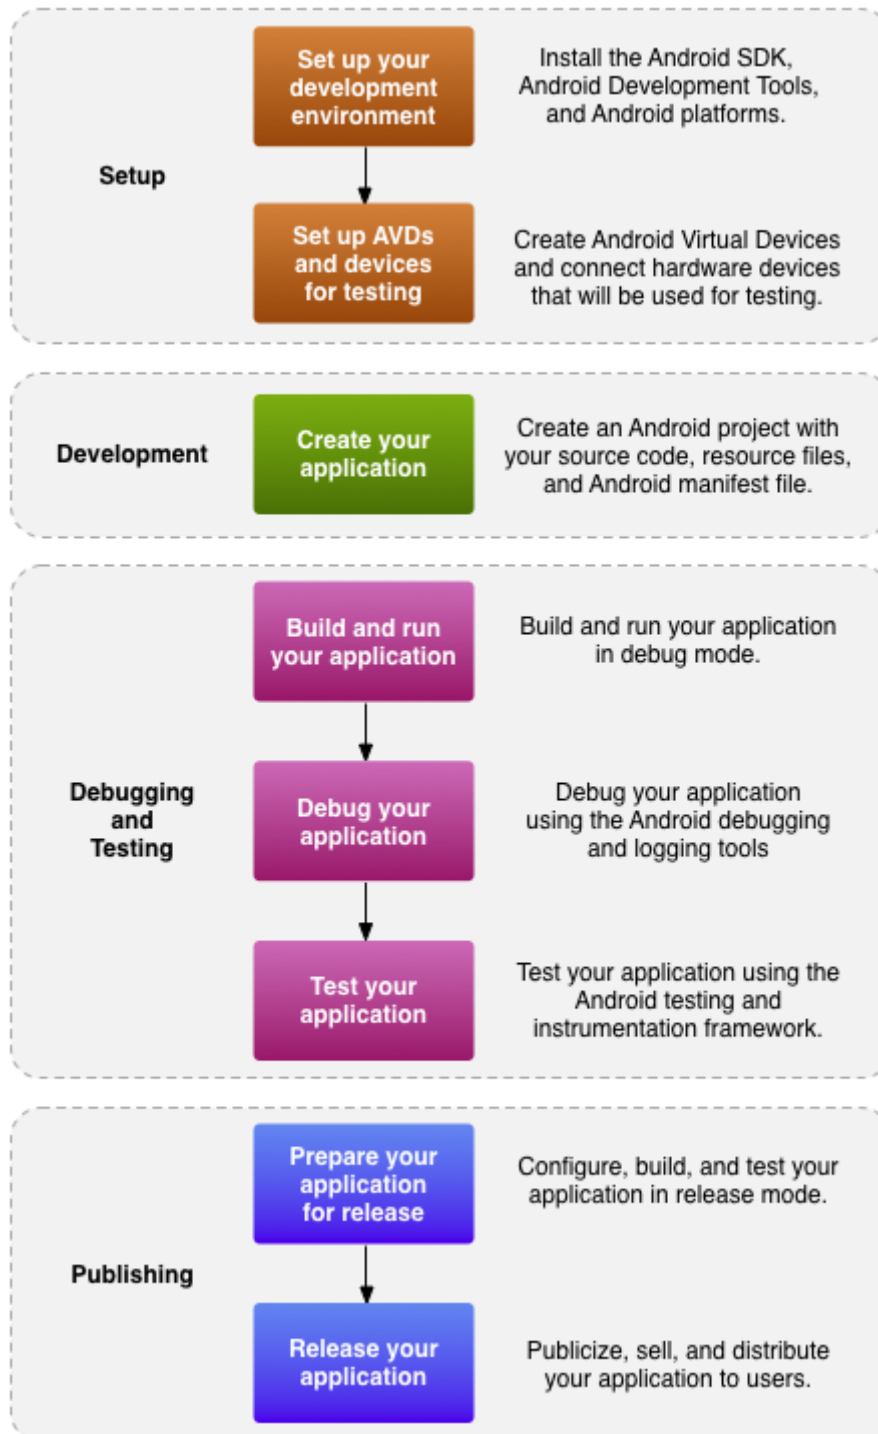 Set up your
development
environment
Install the Android SDK,
Android Development Tools,
and Android platforms.
Setup
Set up AVDs
and devices
for testing
Create Android Virtual Devices
and connect hardware devices
that will be used for testing.
Development
Create your
application
Create an Android project with
your source code, resource files,
and Android manifest file.
Build and run
your application
Build and run your application
in debug mode.
Debugging
and
Testing
Debug your
application
Debug your application
using the Android debugging
and logging tools
Test your
application
Test your application using the
Android testing and
instrumentation framework.
Prepare your
application
for release
Configure, build, and test your
application in release mode.
Publishing
Release your
application
Publicize, sell, and distribute
your application to users.